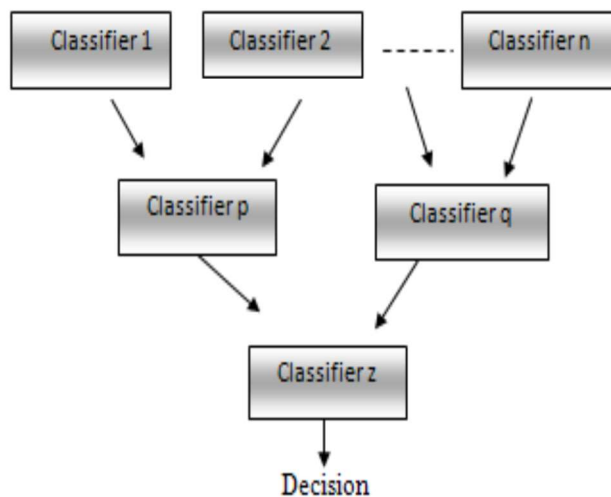 Classifier 1
Classifier 2
Classifier n
Classifier p
Classifier q
Classifier z
Decision